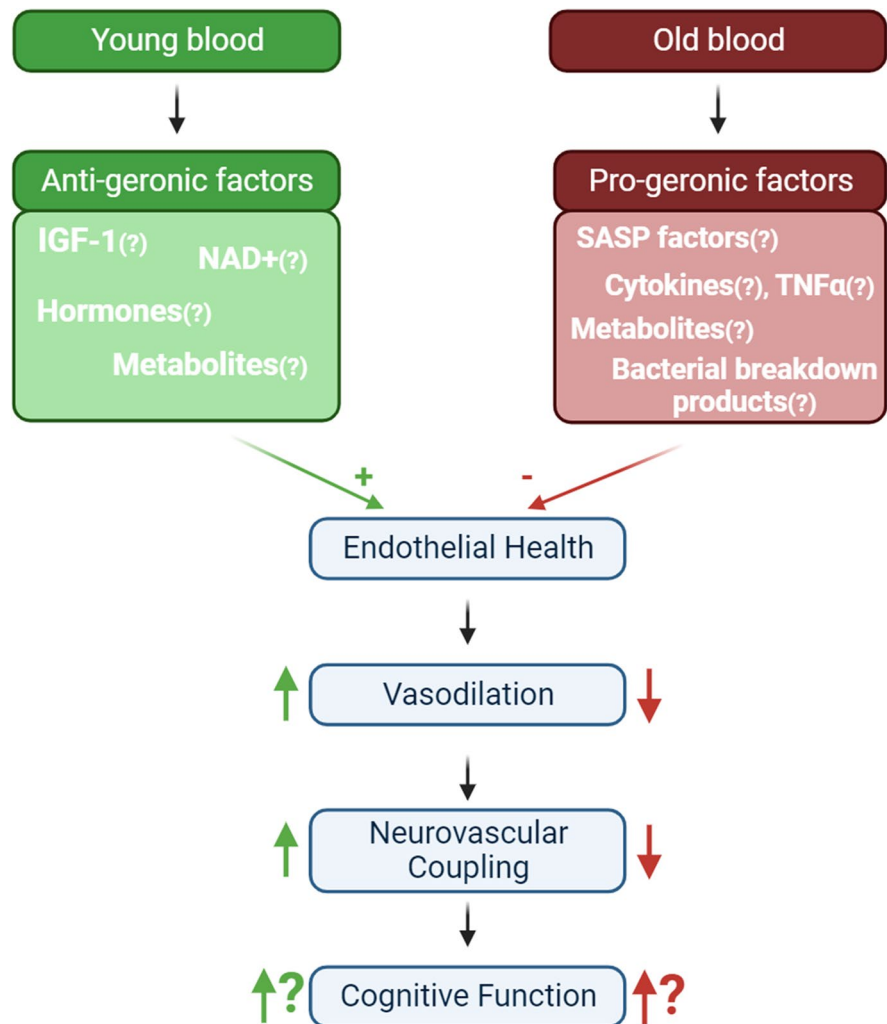 Young blood
Old blood
Anti-geronic factors
Pro-geronic factors
IGF-1(?)
NAD+(?)
Hormones(?)
Metabolites(?)
SASP factors(?)
Cytokines(?), TNFα(?)
Metabolites(?)
Bacterial breakdown
products(?)
+
-
Endothelial Health
Vasodilation
Neurovascular
Coupling
?
Cognitive Function
?